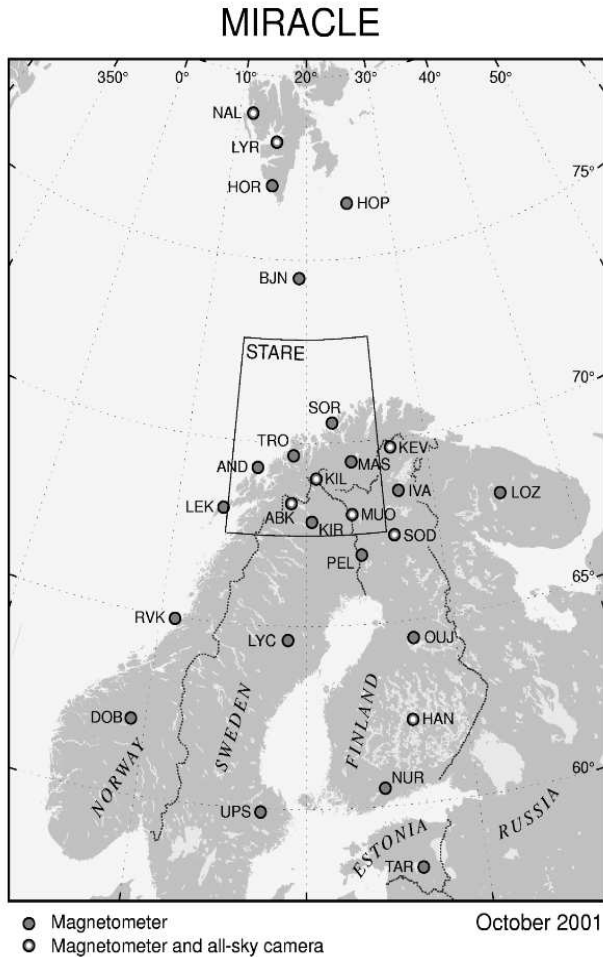 MIRACLE
350° 0° 10° 20° 30° 40° 50°
NAL
LYR
75°
HOR
HOP
BJN
STARE
70°
SOR
TRO
KEV
AND
MAS
KIL
IVA
LOZ
LEK
ABK
MUO
KIR
SOD
PEL
65°
RVK
LYC
OUJ
FINLAND
SWEDEN
DOB
HAN
NORWAY
60°
NUR
UPS
ESTONIA
RUSSIA
TAR
Magnetometer
October 2001
Magnetometer and all-sky camera